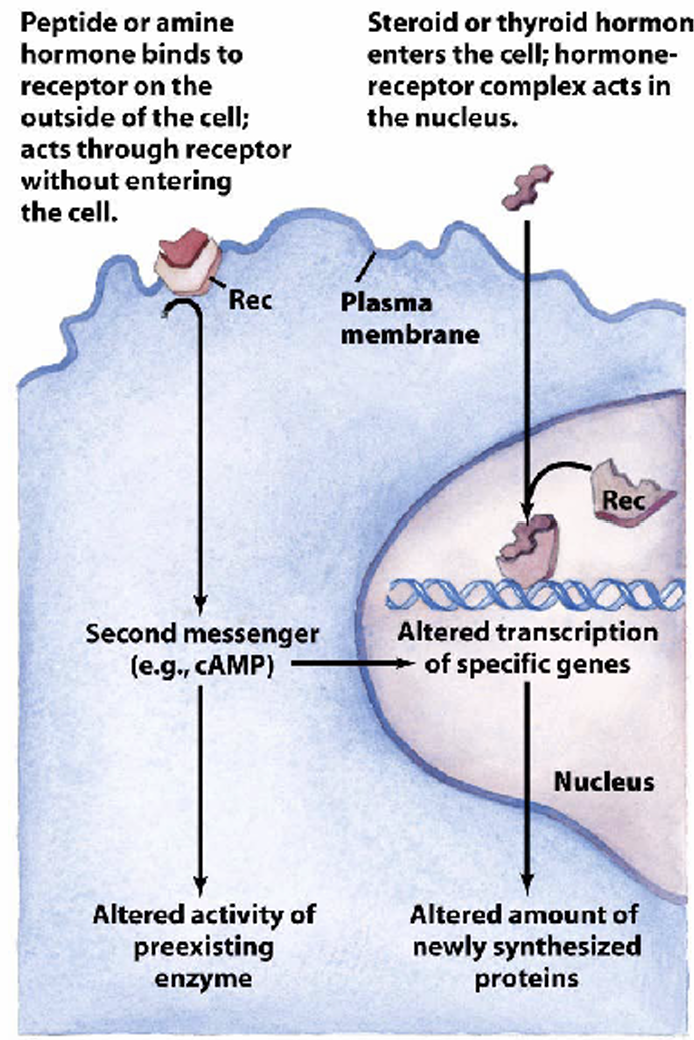 Peptide or amine
hormone binds to
receptor on the
outside of the cell;
acts through receptor
without entering
the cell.
Steroid or thyroid hormon
enters the cell; hormone-
receptor complex acts in
the nucleus.
Rec
Plasma
membrane
Rec
Second messenger
(e.g., cAMP)
Altered transcription
of specific genes
Nucleus
Altered activity of
preexisting
enzyme
Altered amount of
newly synthesized
proteins